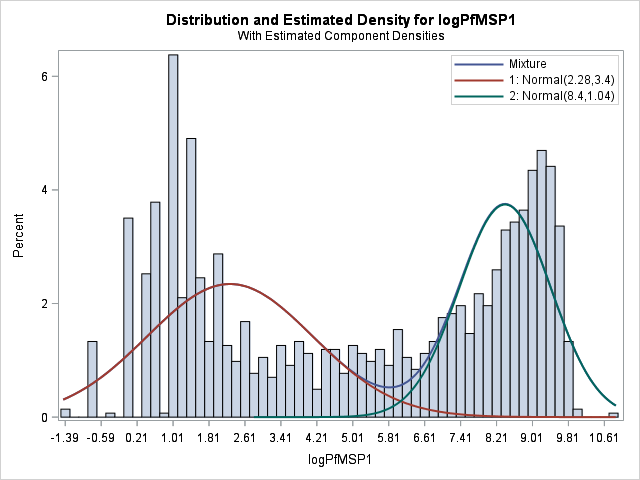 Distribution and Estimated Density for logPfMSP1
With Estimated Component Densities
Mixture
1: Normal(2.28,3.4)
2: Normal(8.4,1.04)
6
4
2
0
Percent
-1.39 -0.59 0.21 1.01 1.81 2.61 3.41 4.21 5.01 5.81 6.61 7.41 8.21 9.01 9.81 10.61
logPfMSP1